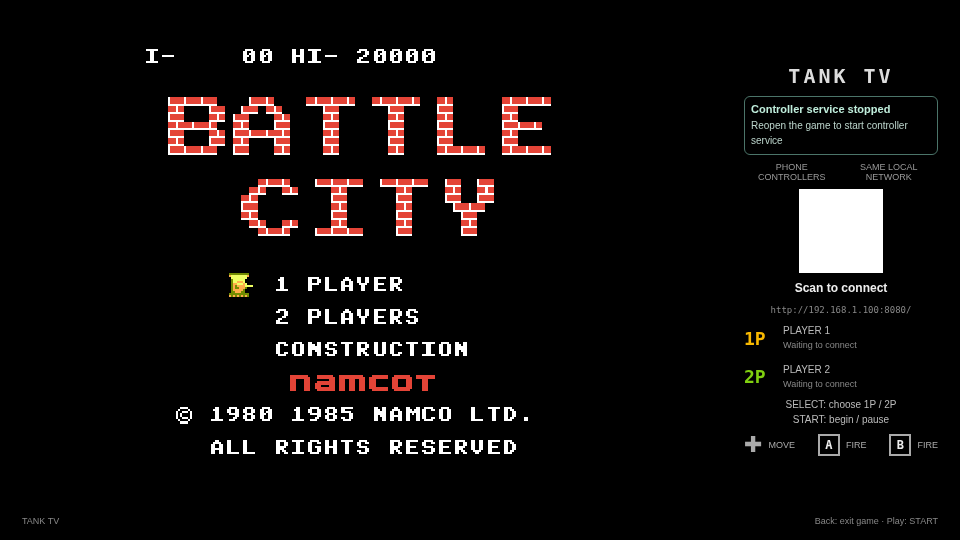 I-     00 HI- 20000
BATTLE
CITY
1 PLAYER
2 PLAYERS
CONSTRUCTION
namcot
© 1980 1985 NAMCO LTD.
ALL RIGHTS RESERVED
TANK TV
Controller service stopped
Reopen the game to start controller
service
PHONE
CONTROLLERS
SAME LOCAL
NETWORK
Scan to connect
http://192.168.1.100:8080/
1P
PLAYER 1
Waiting to connect
2P
PLAYER 2
Waiting to connect
SELECT: choose 1P / 2P
START: begin / pause
MOVE A FIRE B FIRE
TANK TV
Back: exit game · Play: START